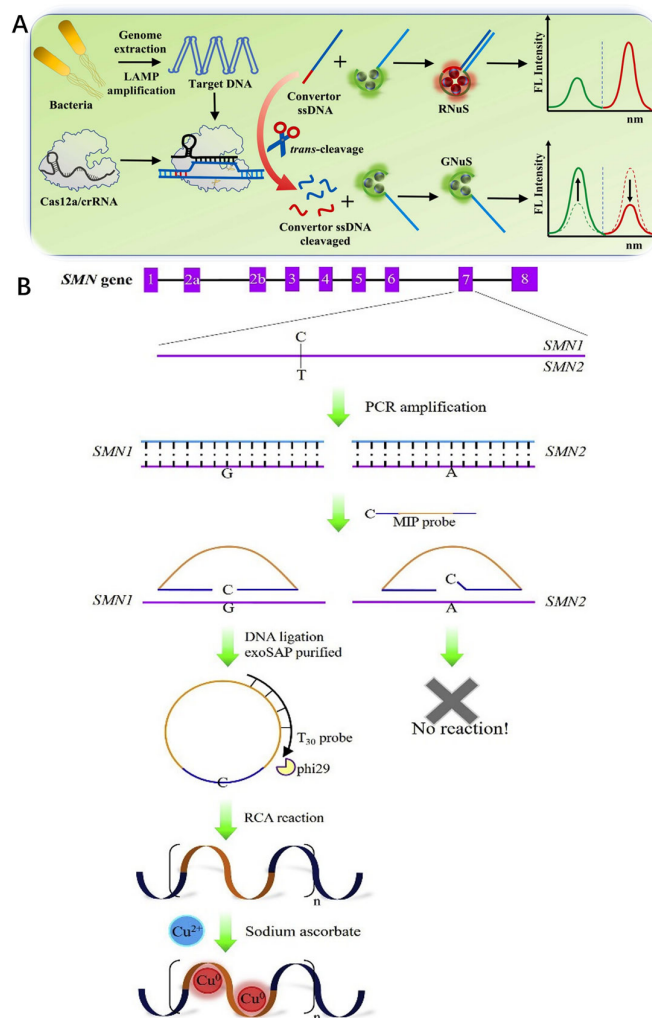 A
Genome
extraction
LAMP
amplification
Bacteria
Target DNA
Cas12a/crRNA
trans-cleavage
+
Convertor
ssDNA
RNuS
FL Intensity
nm
Convertor ssDNA
cleaved
+
GNuS
FL Intensity
nm
B
SMN gene 1 2a 2b 3 4 5 6 7 8
C
SMN1
T
SMN2
PCR amplification
SMN1
G
SMN2
A
C
MIP probe
C
SMN1
G
C
SMN2
A
DNA ligation
exoSAP purified
T30 probe
phi29
C
No reaction!
RCA reaction
n
Cu2+
Sodium ascorbate
Cu0
Cu0
n